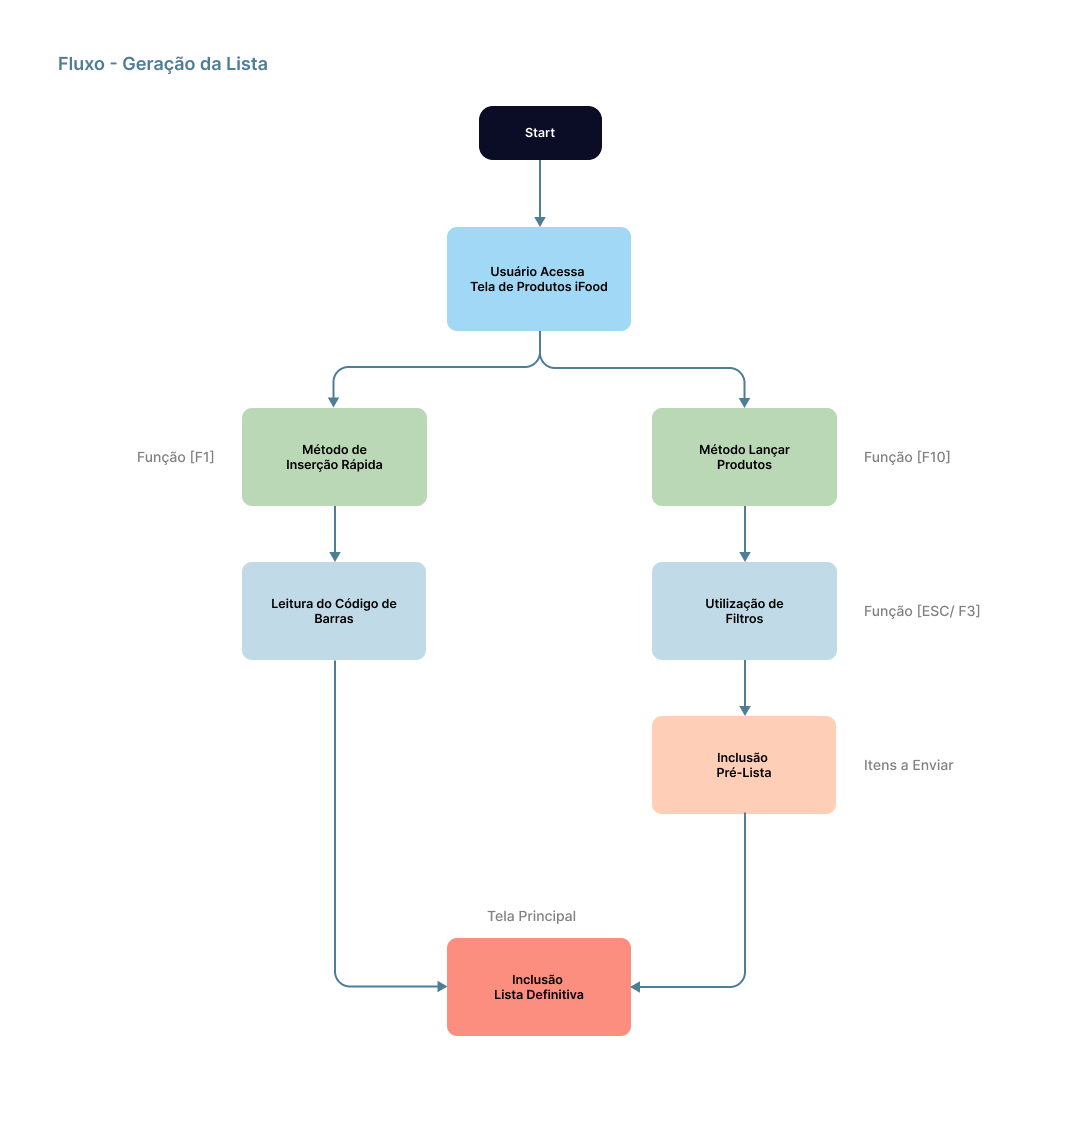 Fluxo - Geração da Lista
Start
Usuário Acessa
Tela de Produtos iFood
Função [F1]
Método de
Inserção Rápida
Método Lançar
Produtos
Função [F10]
Leitura do Código de
Barras
Utilização de
Filtros
Função [ESC/ F3]
Inclusão
Pré-Lista
Itens a Enviar
Tela Principal
Inclusão
Lista Definitiva